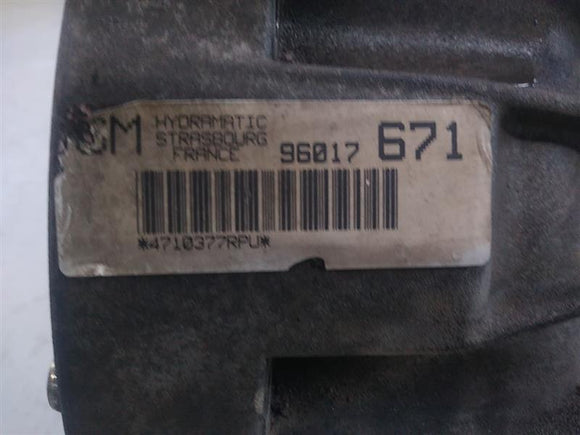 GM HYDRAMATIC
STRASBOURG
FRANCE 96017 671
*4710377RPU*